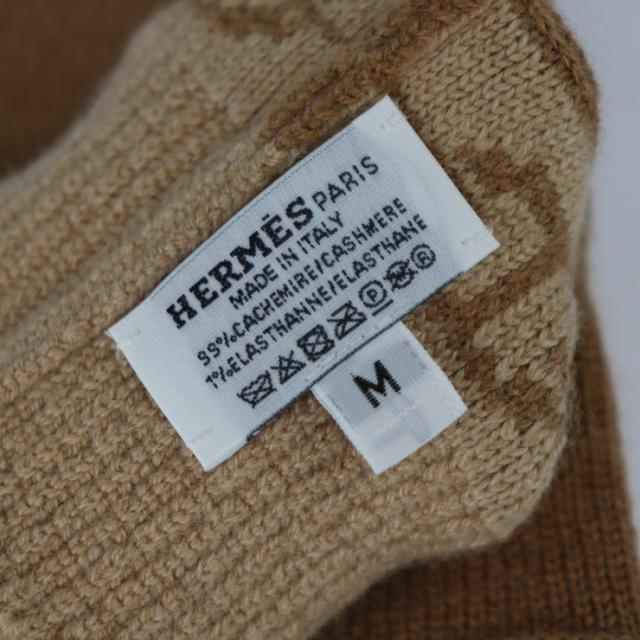 HERMÈS PARIS
MADE IN ITALY
99%CACHEMIRE/CASHMERE
1%ELASTHANNE/ELASTHANE
M